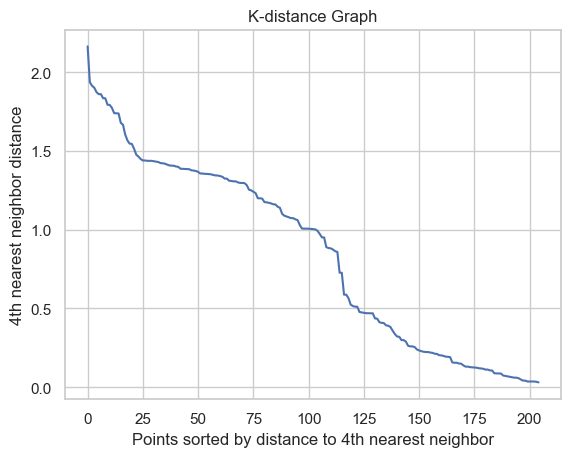 K-distance Graph
4th nearest neighbor distance
2.0
1.5
1.0
0.5
0.0
0 25 50 75 100 125 150 175 200
Points sorted by distance to 4th nearest neighbor